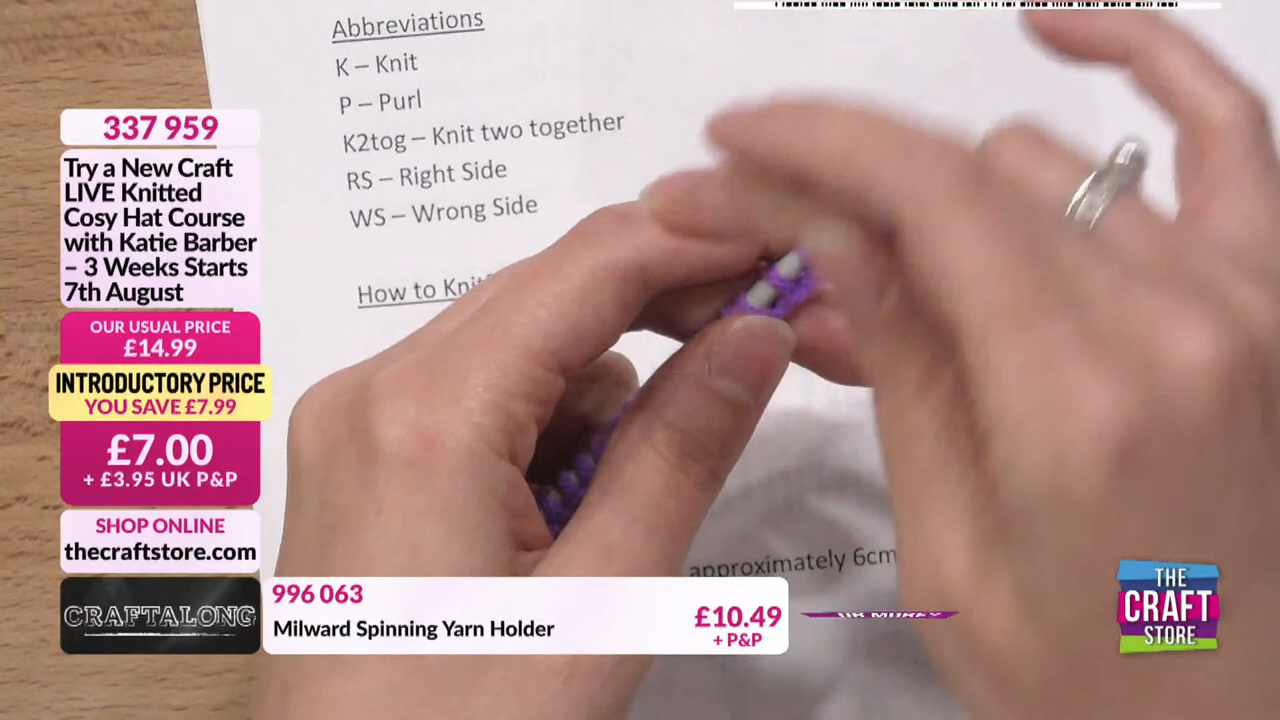 Abbreviations
K – Knit
P – Purl
K2tog – Knit two together
RS – Right Side
WS – Wrong Side
How to Knit
approximately 6cm
337 959
Try a New Craft
LIVE Knitted
Cosy Hat Course
with Katie Barber
– 3 Weeks Starts
7th August
OUR USUAL PRICE
£14.99
INTRODUCTORY PRICE
YOU SAVE £7.99
£7.00
+ £3.95 UK P&P
SHOP ONLINE
thecraftstore.com
CRAFTALONG
996 063
Milward Spinning Yarn Holder
£10.49
+ P&P
THE
CRAFT
STORE